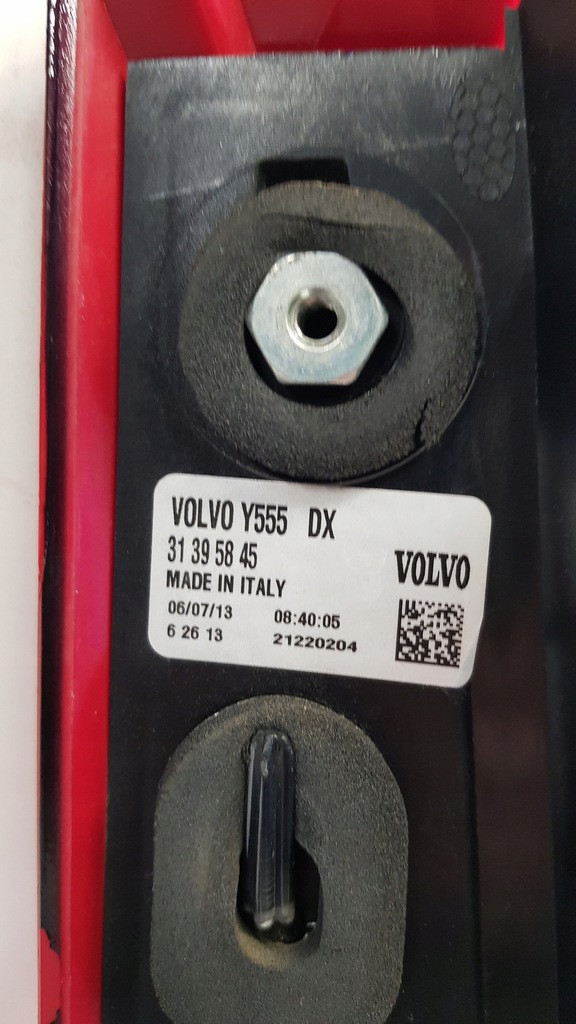 VOLVO Y555 DX
31 39 58 45
MADE IN ITALY
06/07/13 08:40:05
6 26 13 21220204
VOLVO